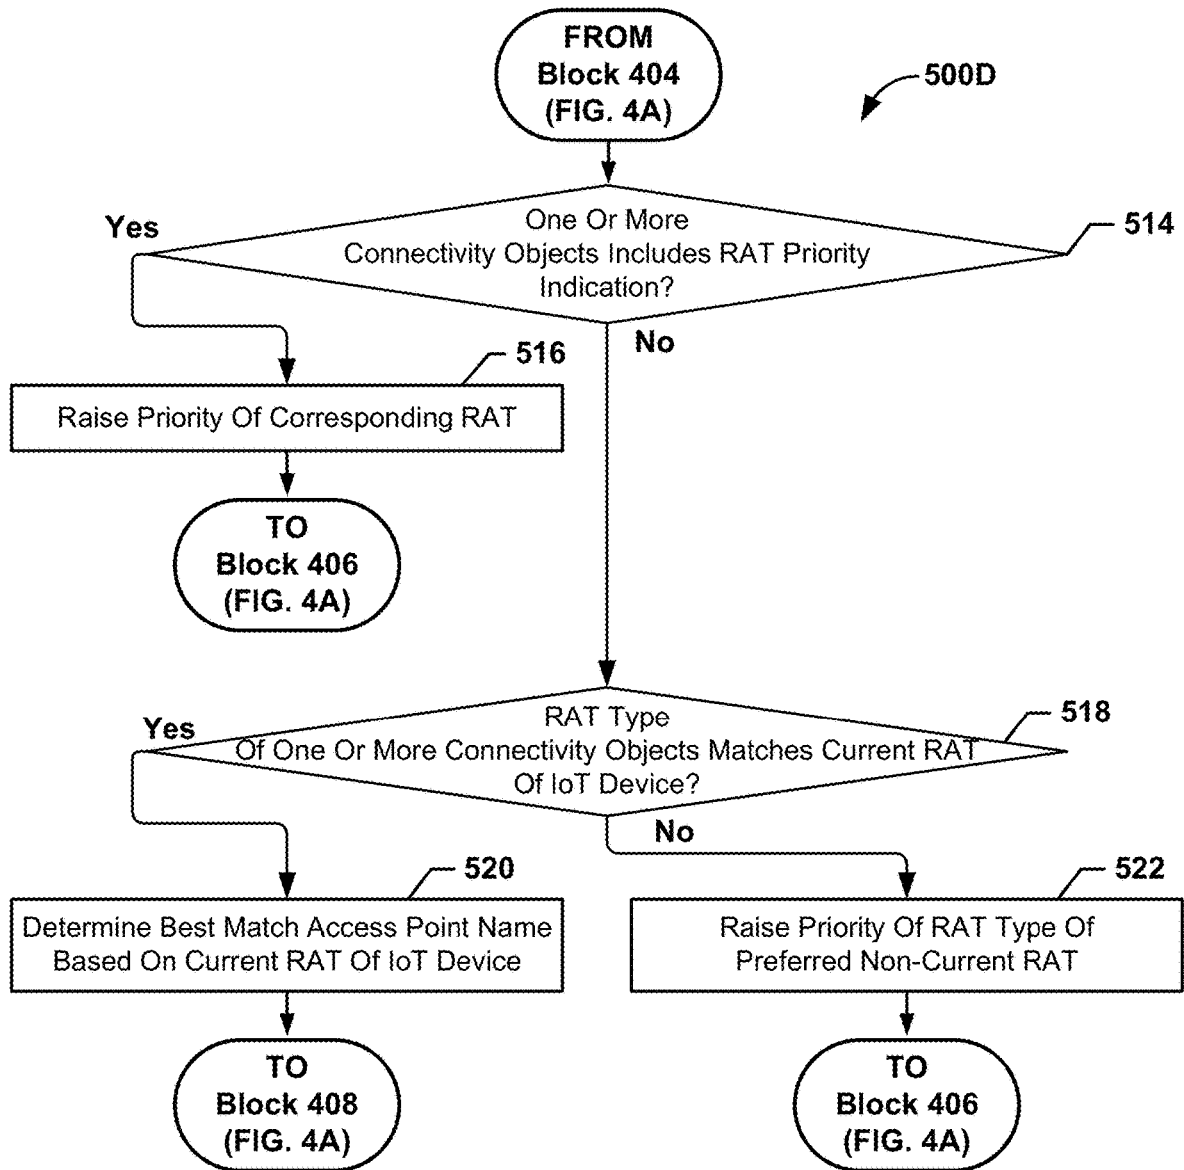 FROM
Block 404
(FIG. 4A)
500D
One Or More
Connectivity Objects Includes RAT Priority
Indication?
514
Yes
No
516
Raise Priority Of Corresponding RAT
TO
Block 406
(FIG. 4A)
RAT Type
Of One Or More Connectivity Objects Matches Current RAT
Of IoT Device?
518
Yes
No
520
Determine Best Match Access Point Name
Based On Current RAT Of IoT Device
522
Raise Priority Of RAT Type Of
Preferred Non-Current RAT
TO
Block 408
(FIG. 4A)
TO
Block 406
(FIG. 4A)